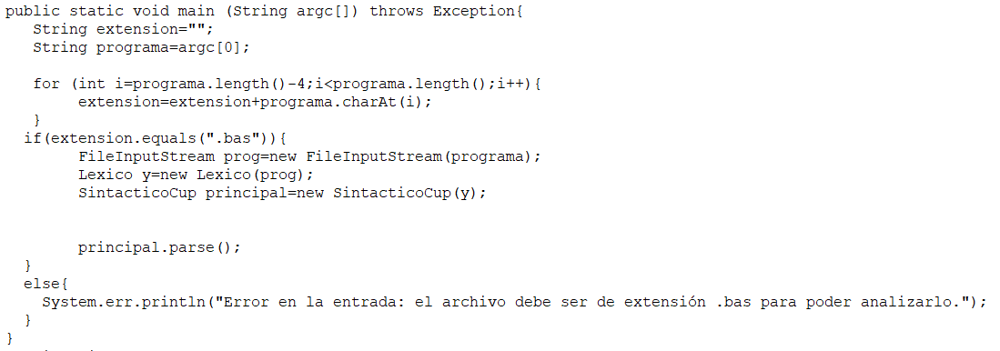 public static void main (String argc[]) throws Exception{
String extension="";
String programa=argc[0];
for (int i=programa.length()-4;i<programa.length();i++){
extension=extension+programa.charAt(i);
}
if(extension.equals(".bas")){
FileInputStream prog=new FileInputStream(programa);
Lexico y=new Lexico(prog);
SintacticoCup principal=new SintacticoCup(y);
principal.parse();
}
else{
System.err.println("Error en la entrada: el archivo debe ser de extensión .bas para poder analizarlo.");
}
}